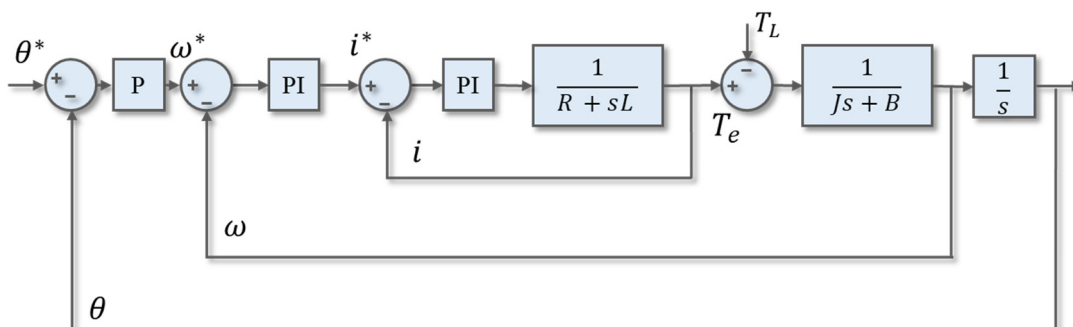 θ*
+
−
P
ω*
+
−
PI
i*
+
−
PI
1
R + sL
T_L
−
+
T_e
1
Js + B
1
s
i
ω
θ